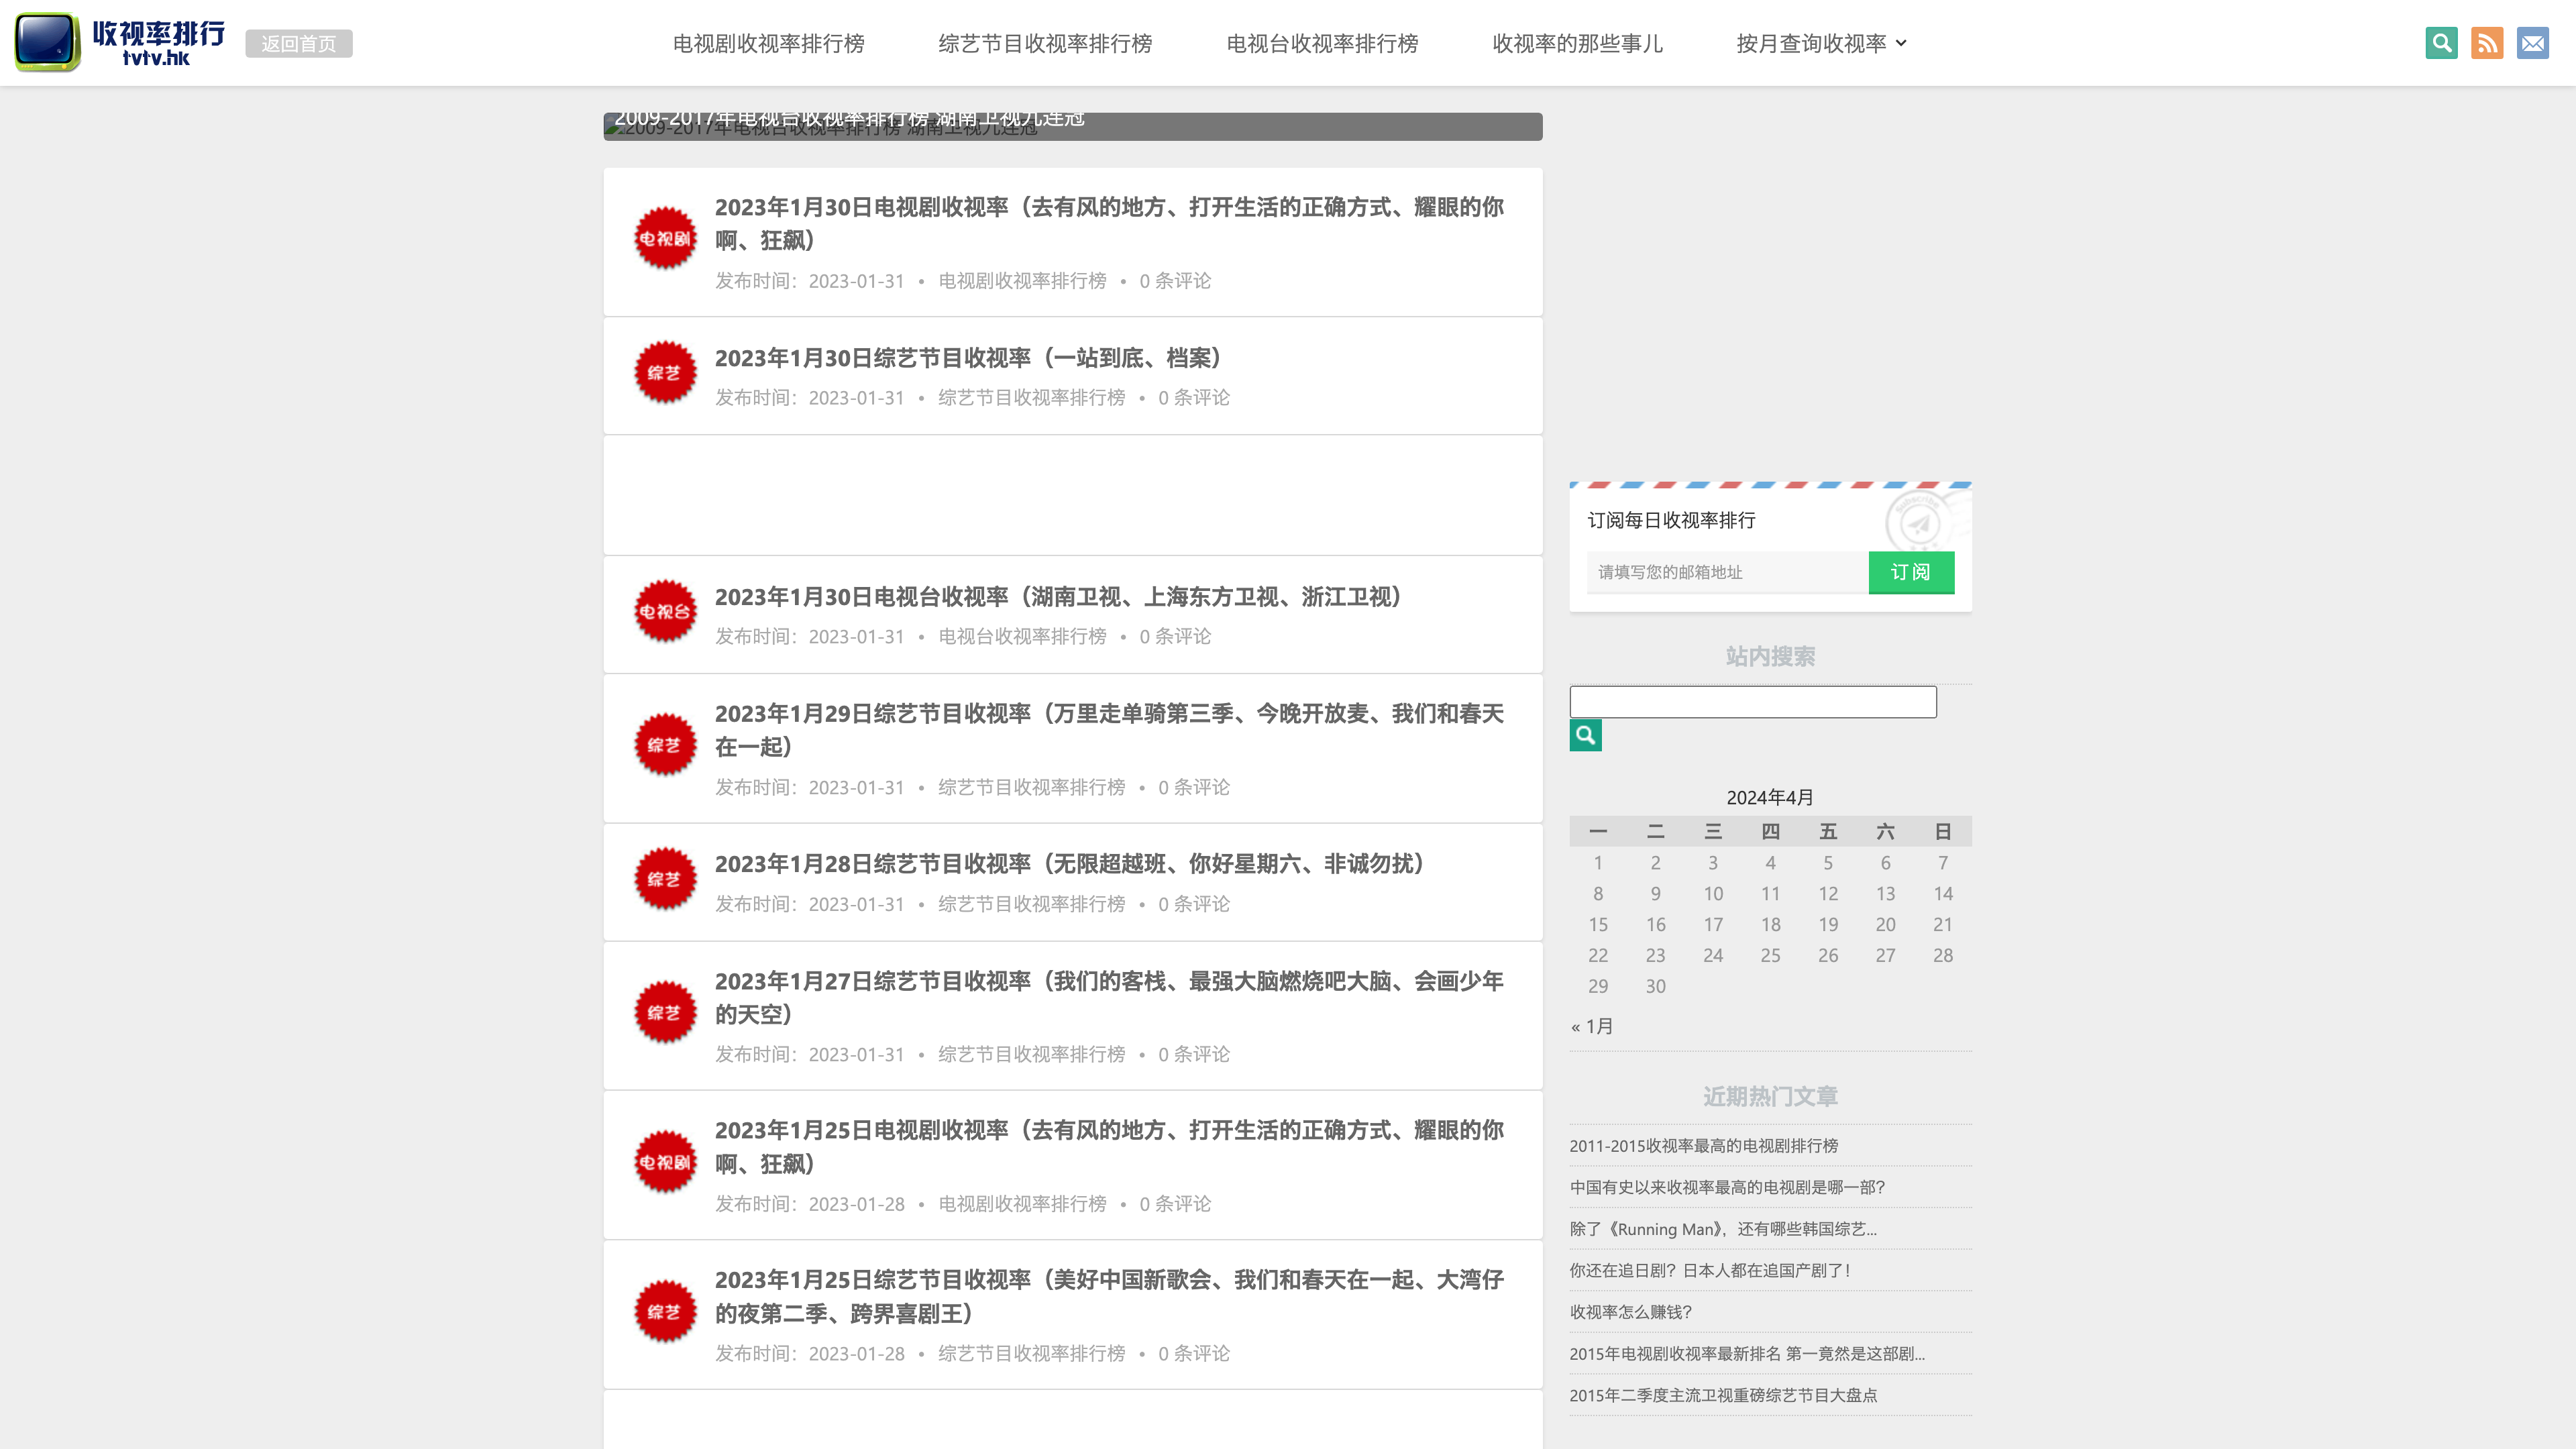 收视率排行
tvtv.hk
返回首页
电视剧收视率排行榜
综艺节目收视率排行榜
电视台收视率排行榜
收视率的那些事儿
按月查询收视率
2009-2017年电视台收视率排行榜 湖南卫视九连冠
2009-2017年电视台收视率排行榜 湖南卫视九连冠
电视剧
2023年1月30日电视剧收视率（去有风的地方、打开生活的正确方式、耀眼的你
啊、狂飙）
发布时间：2023-01-31 • 电视剧收视率排行榜 • 0 条评论
综艺
2023年1月30日综艺节目收视率（一站到底、档案）
发布时间：2023-01-31 • 综艺节目收视率排行榜 • 0 条评论
电视台
2023年1月30日电视台收视率（湖南卫视、上海东方卫视、浙江卫视）
发布时间：2023-01-31 • 电视台收视率排行榜 • 0 条评论
综艺
2023年1月29日综艺节目收视率（万里走单骑第三季、今晚开放麦、我们和春天
在一起）
发布时间：2023-01-31 • 综艺节目收视率排行榜 • 0 条评论
综艺
2023年1月28日综艺节目收视率（无限超越班、你好星期六、非诚勿扰）
发布时间：2023-01-31 • 综艺节目收视率排行榜 • 0 条评论
综艺
2023年1月27日综艺节目收视率（我们的客栈、最强大脑燃烧吧大脑、会画少年
的天空）
发布时间：2023-01-31 • 综艺节目收视率排行榜 • 0 条评论
电视剧
2023年1月25日电视剧收视率（去有风的地方、打开生活的正确方式、耀眼的你
啊、狂飙）
发布时间：2023-01-28 • 电视剧收视率排行榜 • 0 条评论
综艺
2023年1月25日综艺节目收视率（美好中国新歌会、我们和春天在一起、大湾仔
的夜第二季、跨界喜剧王）
发布时间：2023-01-28 • 综艺节目收视率排行榜 • 0 条评论
Subscribe
订阅每日收视率排行
请填写您的邮箱地址
订阅
站内搜索
2024年4月
一 二 三 四 五 六 日
1 2 3 4 5 6 7
8 9 10 11 12 13 14
15 16 17 18 19 20 21
22 23 24 25 26 27 28
29 30
« 1月
近期热门文章
2011-2015收视率最高的电视剧排行榜
中国有史以来收视率最高的电视剧是哪一部？
除了《Running Man》，还有哪些韩国综艺...
你还在追日剧？日本人都在追国产剧了！
收视率怎么赚钱？
2015年电视剧收视率最新排名 第一竟然是这部剧...
2015年二季度主流卫视重磅综艺节目大盘点